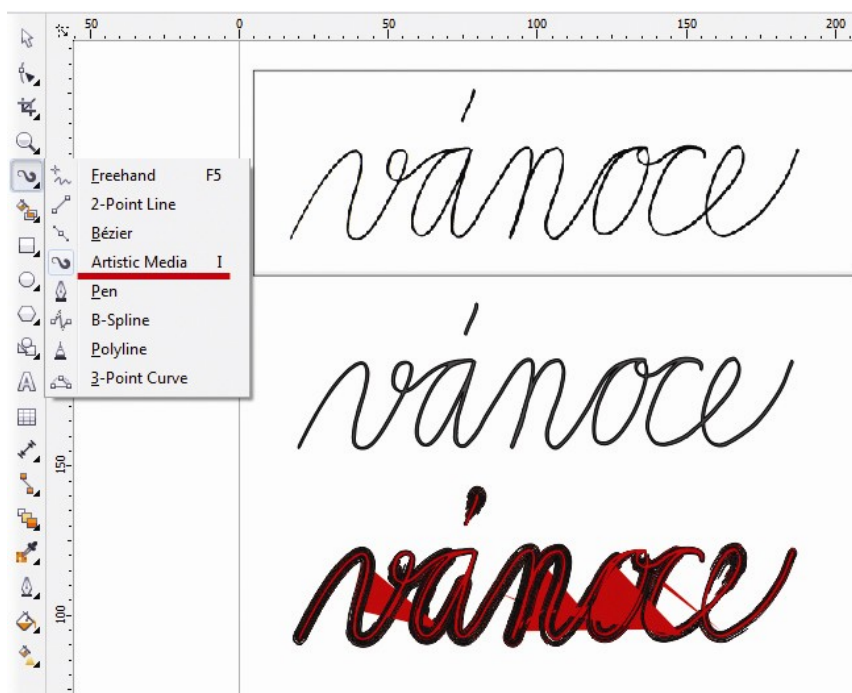 50 0 50 100 150 200
vánoce
Freehand F5
2-Point Line
Bézier
Artistic Media I
Pen
B-Spline
Polyline
3-Point Curve
vánoce
150
vánoce
100